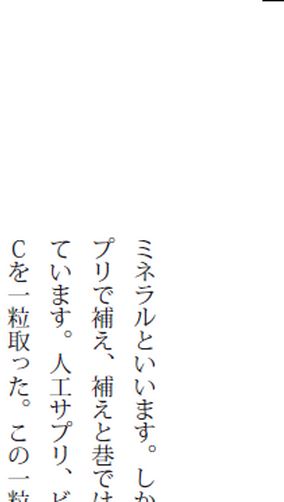 ミネラルといいます。しか
プリで補え、補えと巷では
ています。人工サプリ、ビ
Cを一粒取った。この一粒